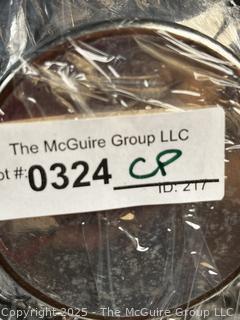 The McGuire Group LLC
ot #: 0324 CP
ID: 217
Copyright ©2025 - The McGuire Group LLC